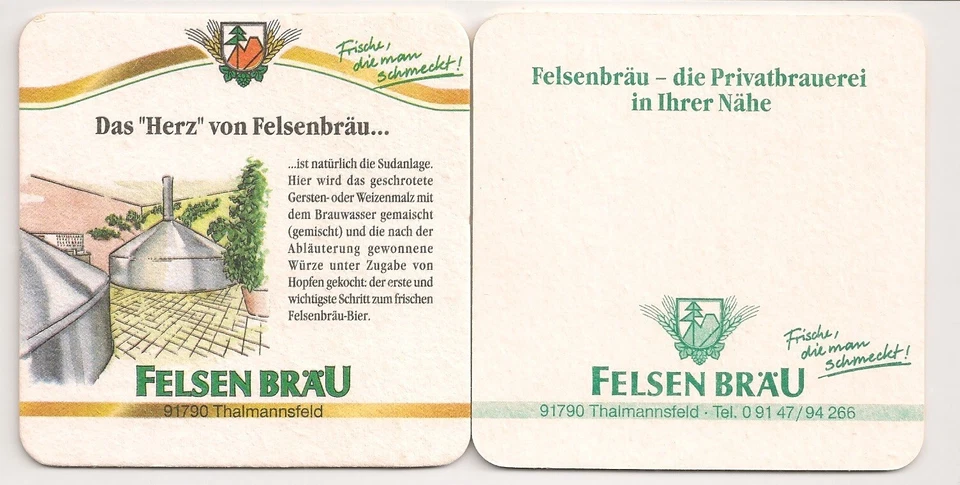 Frische,
die man
schmeckt!
Das "Herz" von Felsenbräu...
...ist natürlich die Sudanlage.
Hier wird das geschrotete
Gersten- oder Weizenmalz mit
dem Brauwasser gemaischt
(gemischt) und die nach der
Abläuterung gewonnene
Würze unter Zugabe von
Hopfen gekocht: der erste und
wichtigste Schritt zum frischen
Felsenbräu-Bier.
FELSEN BRÄU
91790 Thalmannsfeld
Felsenbräu – die Privatbrauerei
in Ihrer Nähe
Frische,
die man
schmeckt!
FELSEN BRÄU
91790 Thalmannsfeld · Tel. 0 91 47/94 266